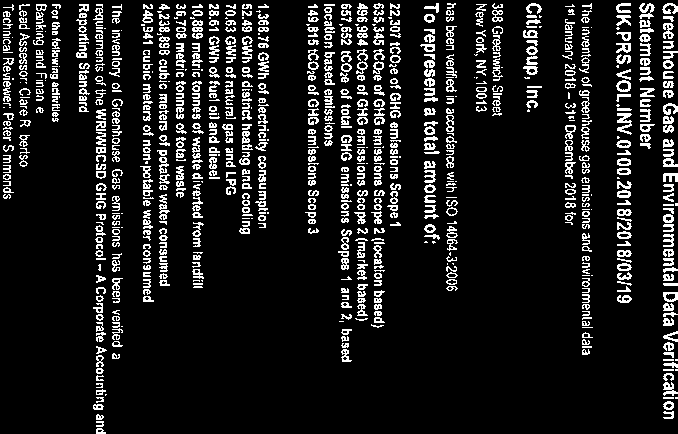 Greenhouse Gas and Environmental Data Verification
Statement Number
UK.PRS.VOL.INV.0100.2018/2018/03/19
The inventory of greenhouse gas emissions and environmental data
1st January 2018 – 31st December 2018 for
Citigroup, Inc.
388 Greenwich Street
New York, NY, 10013
has been verified in accordance with ISO 14064-3:2006
To represent a total amount of:
22,307 tCO2e of GHG emissions Scope 1
635,345 tCO2e of GHG emissions Scope 2 (location based)
496,984 tCO2e of GHG emissions Scope 2 (market based)
657,652 tCO2e of total GHG emissions Scopes 1 and 2, based
location based emissions
149,815 tCO2e of GHG emissions Scope 3
1,366.76 GWh of electricity consumption
52.49 GWh of district heating and cooling
70.63 GWh of natural gas and LPG
28.61 GWh of fuel oil and diesel
10,889 metric tonnes of waste diverted from landfill
36,708 metric tonnes of total waste
4,238,893 cubic meters of potable water consumed
240,941 cubic meters of non-potable water consumed
The inventory of Greenhouse Gas emissions has been verified a
requirements of the WRI/WBCSD GHG Protocol – A Corporate Accounting and
Reporting Standard
For the following activities
Banking and Finan e
Lead Assessor: Clare R pertso
Technical Reviewer: Peter S mmonds